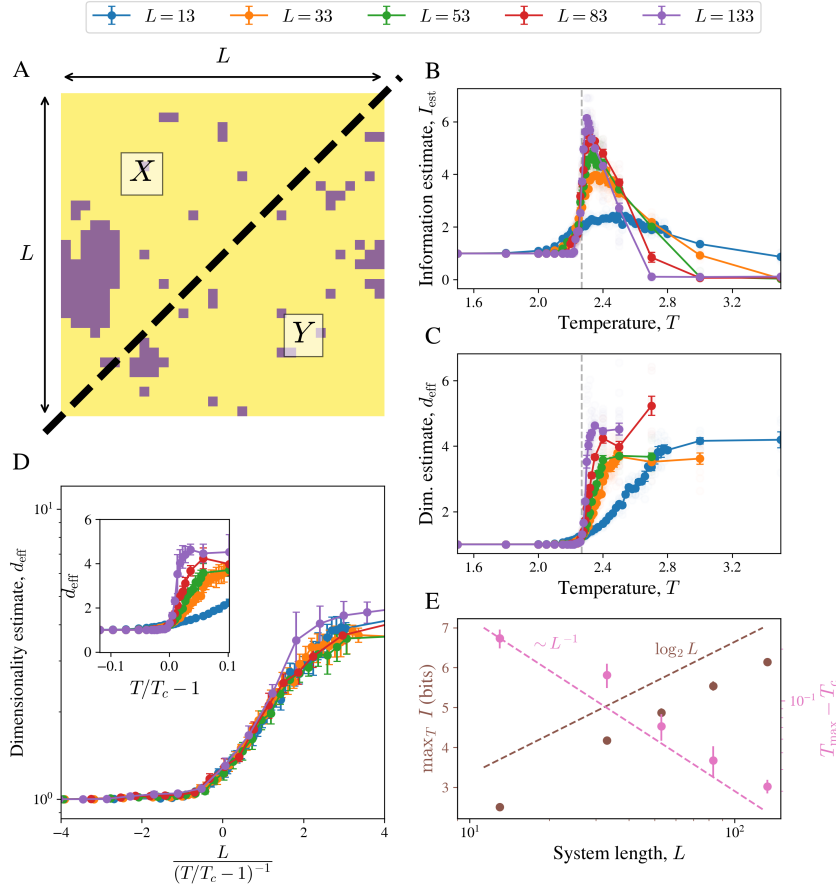 L = 13 L = 33 L = 53 L = 83 L = 133
A
L
L
X
Y
B
Information estimate, I_est
0
2
4
6
1.6 2.0 2.4 2.8 3.2
Temperature, T
C
Dim. estimate, d_eff
2
4
6
1.6 2.0 2.4 2.8 3.2
Temperature, T
D
Dimensionality estimate, d_eff
10^1
10^0
−4 −2 0 2 4
L
(T/T_c − 1)^{−1}
d_eff
0
2
4
6
−0.1 0.0 0.1
T/T_c − 1
E
max_T I (bits)
3
4
5
6
7
∼ L^{−1}
log_2 L
10^{−1}
T_max − T_c
10^1 10^2
System length, L